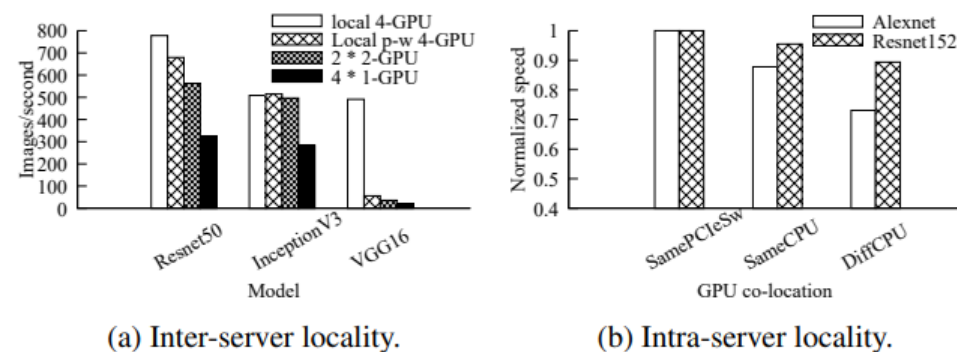 local 4-GPU
Local p-w 4-GPU
2 * 2-GPU
4 * 1-GPU
Images/second
800
700
600
500
400
300
200
100
0
Resnet50
InceptionV3
VGG16
Model
(a) Inter-server locality.
Alexnet
Resnet152
Normalized speed
1
0.9
0.8
0.7
0.6
0.5
0.4
SamePCIeSw
SameCPU
DiffCPU
GPU co-location
(b) Intra-server locality.